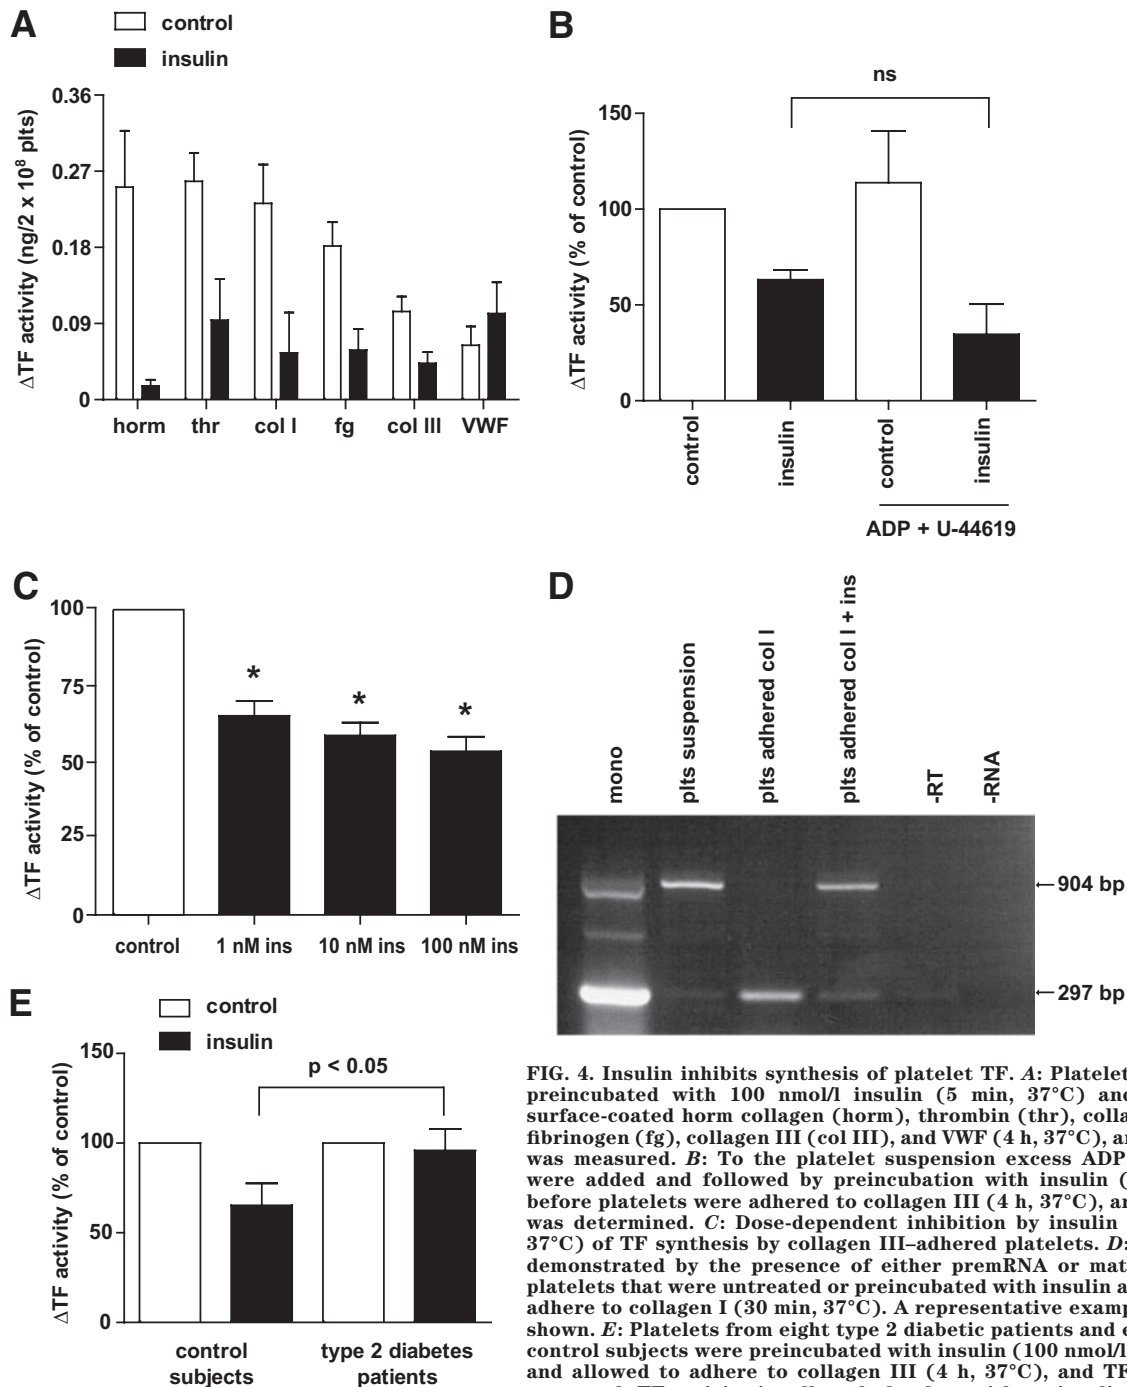 A
control
insulin
ΔTF activity (ng/2 x 10⁸ plts)
0.36
0.27
0.18
0.09
0
horm thr col I fg col III VWF
B
ns
ΔTF activity (% of control)
150
100
50
0
control
insulin
control
insulin
ADP + U-44619
C
ΔTF activity (% of control)
100
75
50
25
0
* * *
control 1 nM ins 10 nM ins 100 nM ins
D
mono
plts suspension
plts adhered col I
plts adhered col I + ins
-RT
-RNA
←904 bp
←297 bp
E
control
insulin
p < 0.05
ΔTF activity (% of control)
150
100
50
0
control subjects
type 2 diabetes patients
FIG. 4. Insulin inhibits synthesis of platelet TF. A: Platelet
preincubated with 100 nmol/l insulin (5 min, 37°C) and
surface-coated horm collagen (horm), thrombin (thr), colla
fibrinogen (fg), collagen III (col III), and VWF (4 h, 37°C), ar
was measured. B: To the platelet suspension excess ADP
were added and followed by preincubation with insulin (
before platelets were adhered to collagen III (4 h, 37°C), ar
was determined. C: Dose-dependent inhibition by insulin
37°C) of TF synthesis by collagen III–adhered platelets. D:
demonstrated by the presence of either premRNA or mat
platelets that were untreated or preincubated with insulin a
adhere to collagen I (30 min, 37°C). A representative examp
shown. E: Platelets from eight type 2 diabetic patients and e
control subjects were preincubated with insulin (100 nmol/l
and allowed to adhere to collagen III (4 h, 37°C), and TF